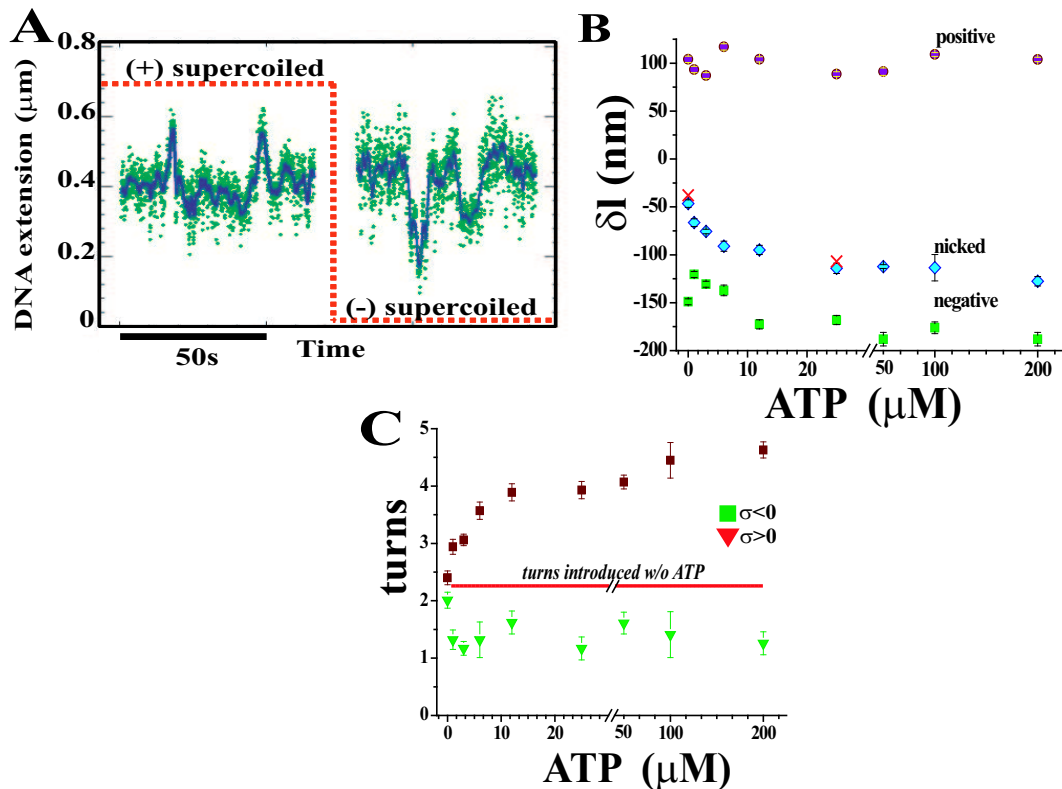 A
DNA extension (μm)
0.8
0.6
0.4
0.2
0
(+) supercoiled
(-) supercoiled
50s
Time
B
δl (nm)
100
50
0
-50
-100
-150
-200
positive
nicked
negative
0
10
20
50
100
200
ATP (μM)
C
turns
5
4
3
2
1
0
σ<0
σ>0
turns introduced w/o ATP
0
10
20
50
100
200
ATP (μM)